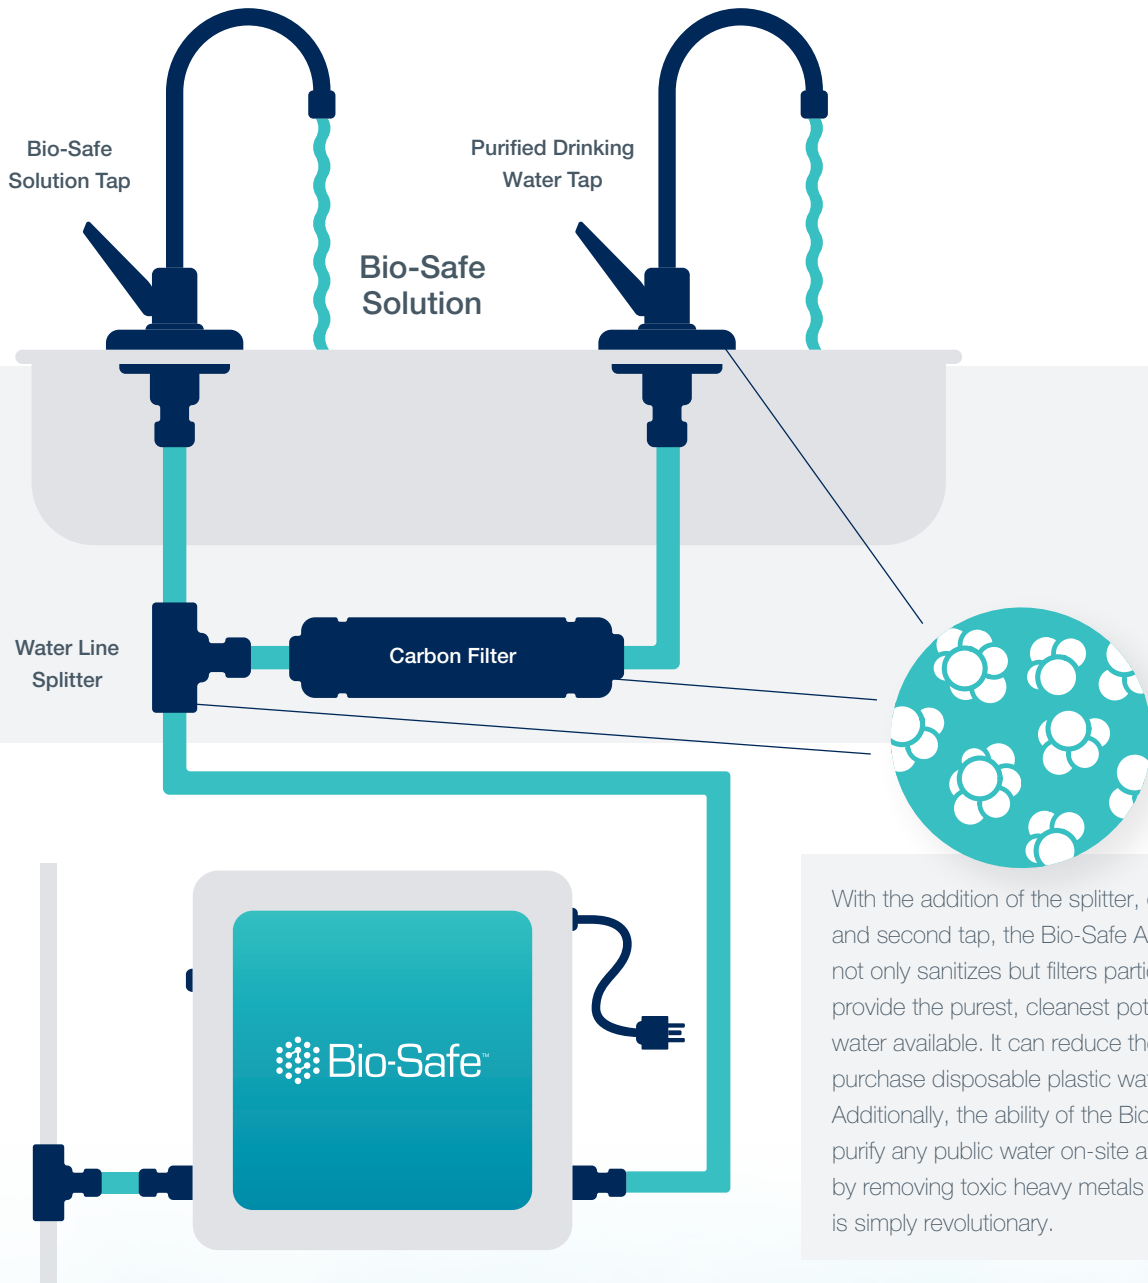 Bio-Safe
Solution Tap
Purified Drinking
Water Tap
Bio-Safe
Solution
Water Line
Splitter
Carbon Filter
Bio-Safe™
With the addition of the splitter,
and second tap, the Bio-Safe
not only sanitizes but filters
provide the purest, cleanest
water available. It can reduce
purchase disposable plastic
Additionally, the ability of the
purify any public water on-site
by removing toxic heavy metals
is simply revolutionary.